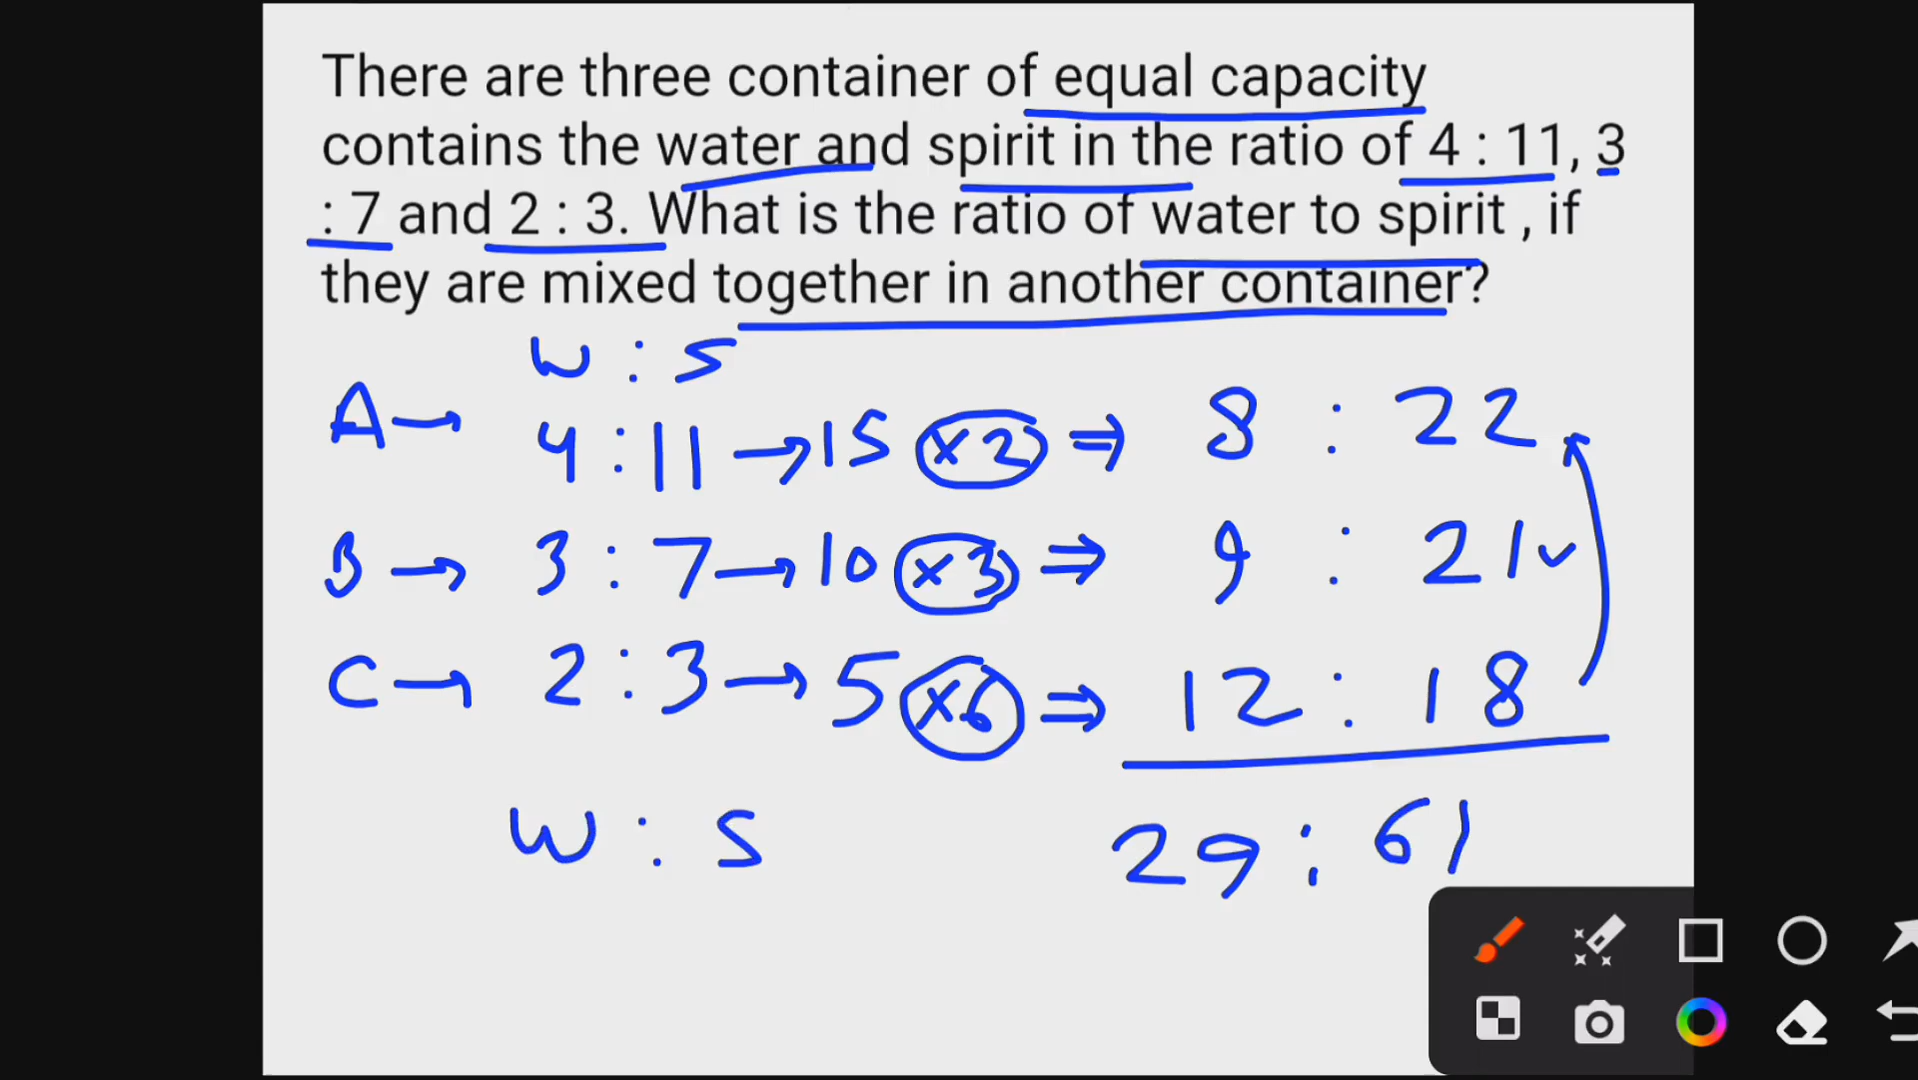 There are three container of equal capacity
contains the water and spirit in the ratio of 4 : 11, 3
: 7 and 2 : 3. What is the ratio of water to spirit , if
they are mixed together in another container?
W : S
A → 4 : 11 → 15 ×2 ⇒ 8 : 22
B → 3 : 7 → 10 ×3 ⇒ 9 : 21
C → 2 : 3 → 5 ×6 ⇒ 12 : 18
W : S 29 : 61